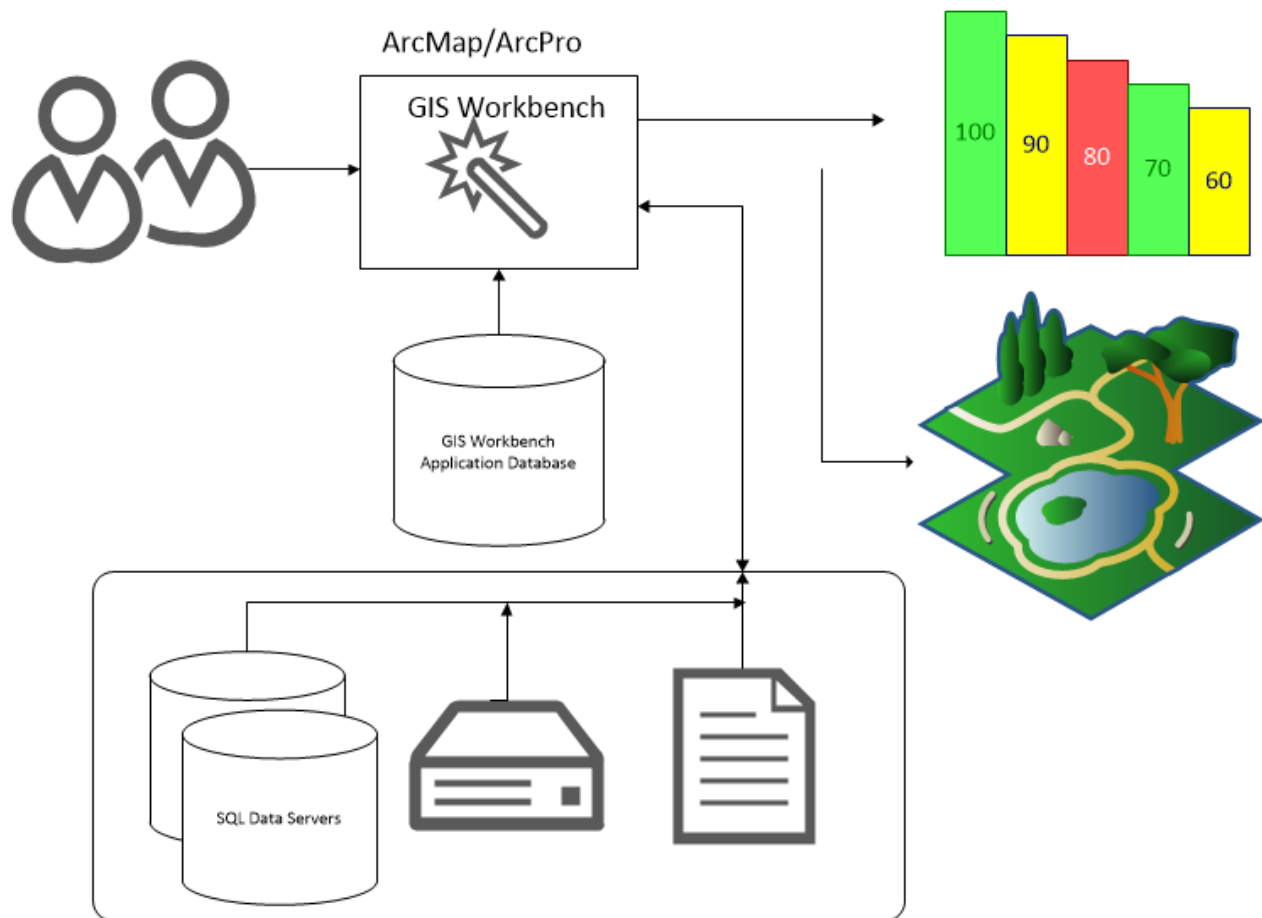 ArcMap/ArcPro
GIS Workbench
100
90
80
70
60
GIS Workbench
Application Database
SQL Data Servers